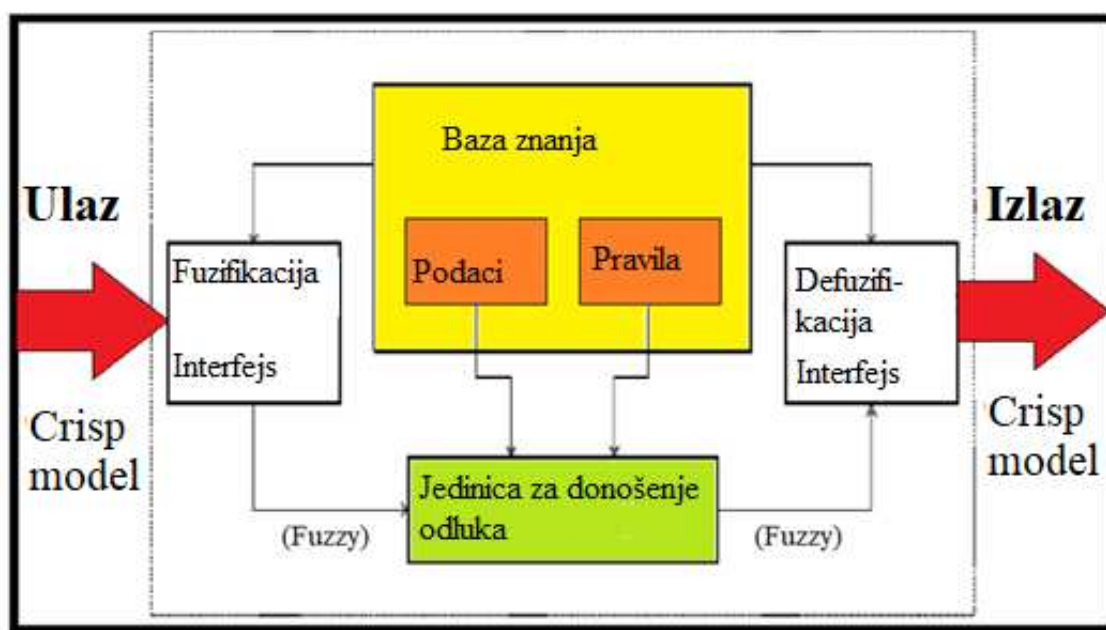 Baza znanja
Ulaz
Izlaz
Fuzifikacija
Interfejs
Podaci
Pravila
Defuzifi-
kacija
Interfejs
Crisp
model
Crisp
model
Jedinica za donošenje
odluka
(Fuzzy)
(Fuzzy)